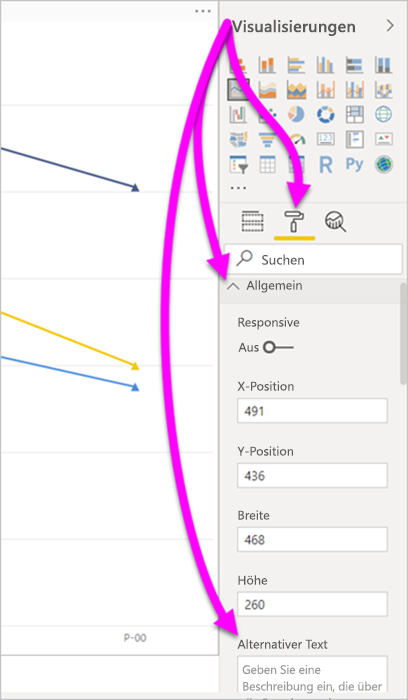 Visualisierungen
R Py
Suchen
Allgemein
Responsive
Aus
X-Position
491
Y-Position
436
Breite
468
Höhe
260
P-00
Alternativer Text
Geben Sie eine
Beschreibung ein, die über